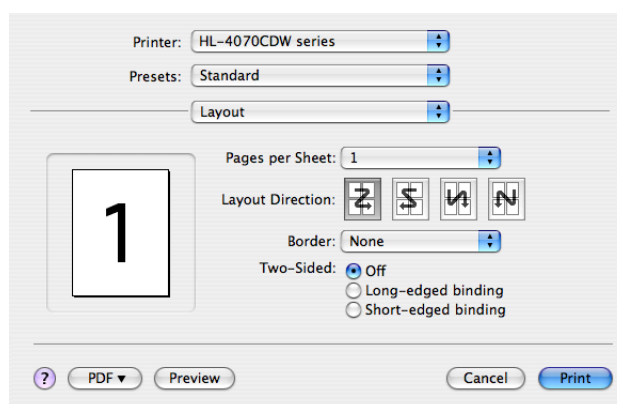 Printer: HL-4070CDW series
Presets: Standard
Layout
Pages per Sheet: 1
Layout Direction:
1
Border: None
Two-Sided: Off
Long-edged binding
Short-edged binding
? PDF▼ Preview Cancel Print